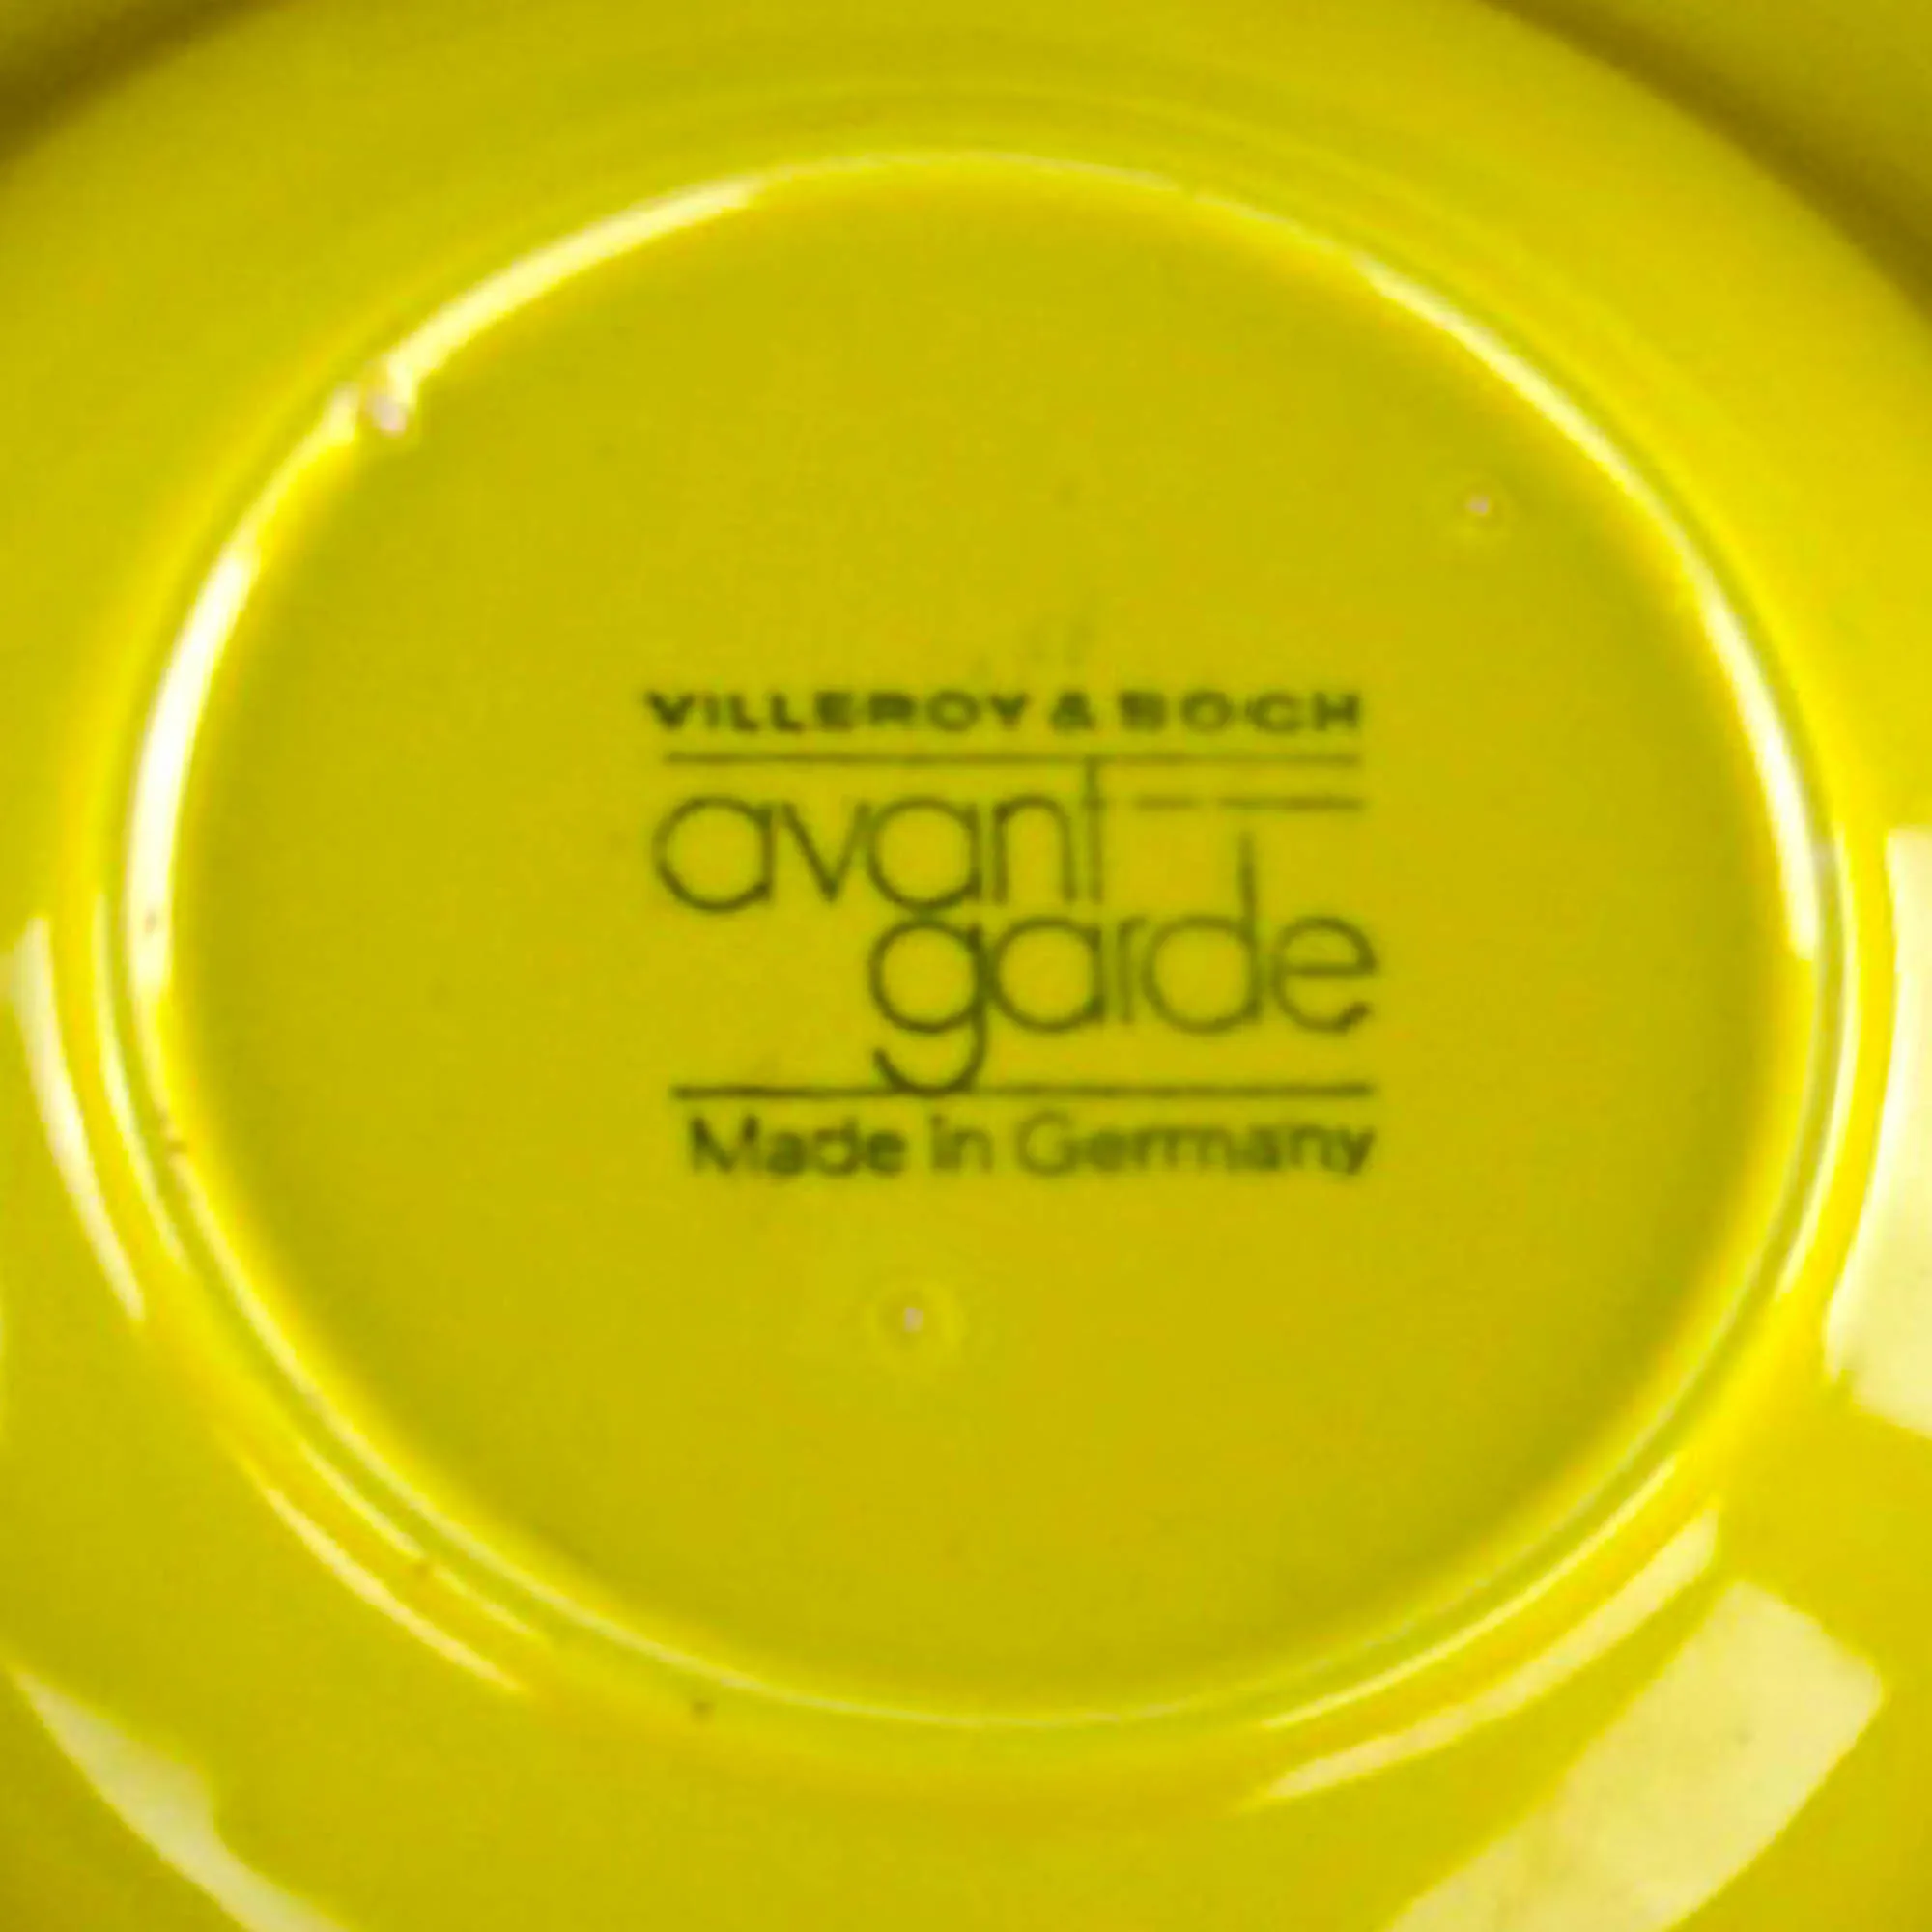 VILLEROY & BOCH
avant
garde
Made in Germany